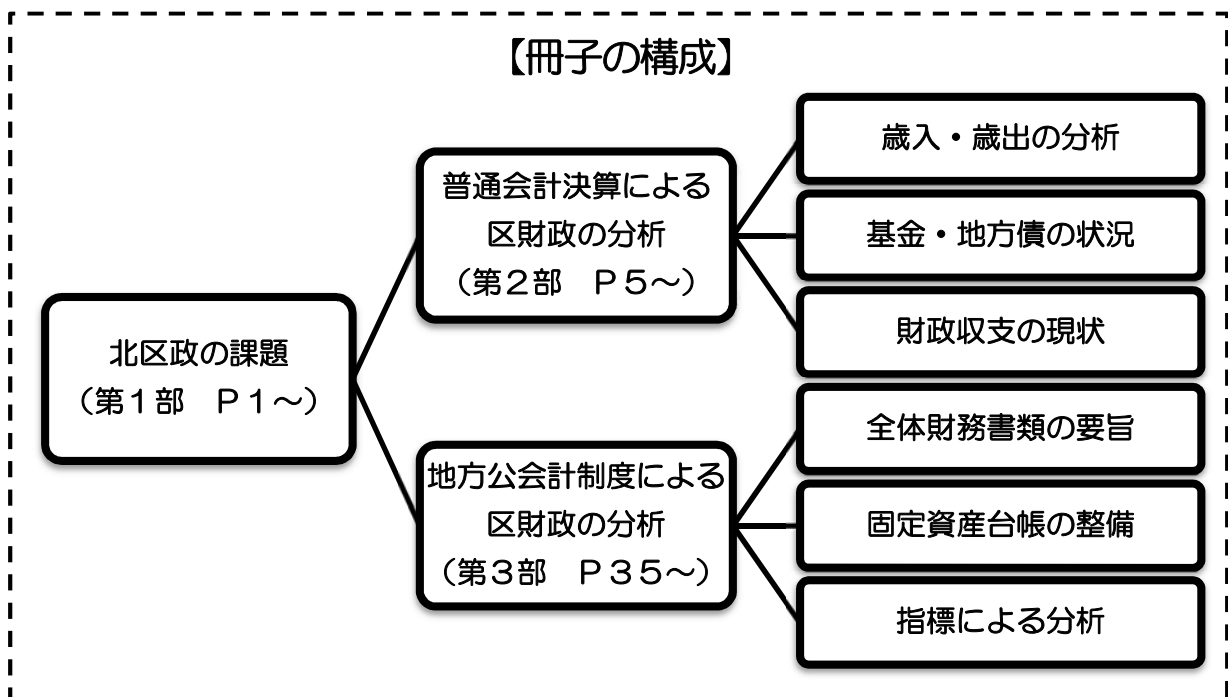 【冊子の構成】
北区政の課題
（第１部　Ｐ１～）
普通会計決算による
区財政の分析
（第２部　Ｐ５～）
歳入・歳出の分析
基金・地方債の状況
財政収支の現状
地方公会計制度による
区財政の分析
（第３部　Ｐ３５～）
全体財務書類の要旨
固定資産台帳の整備
指標による分析